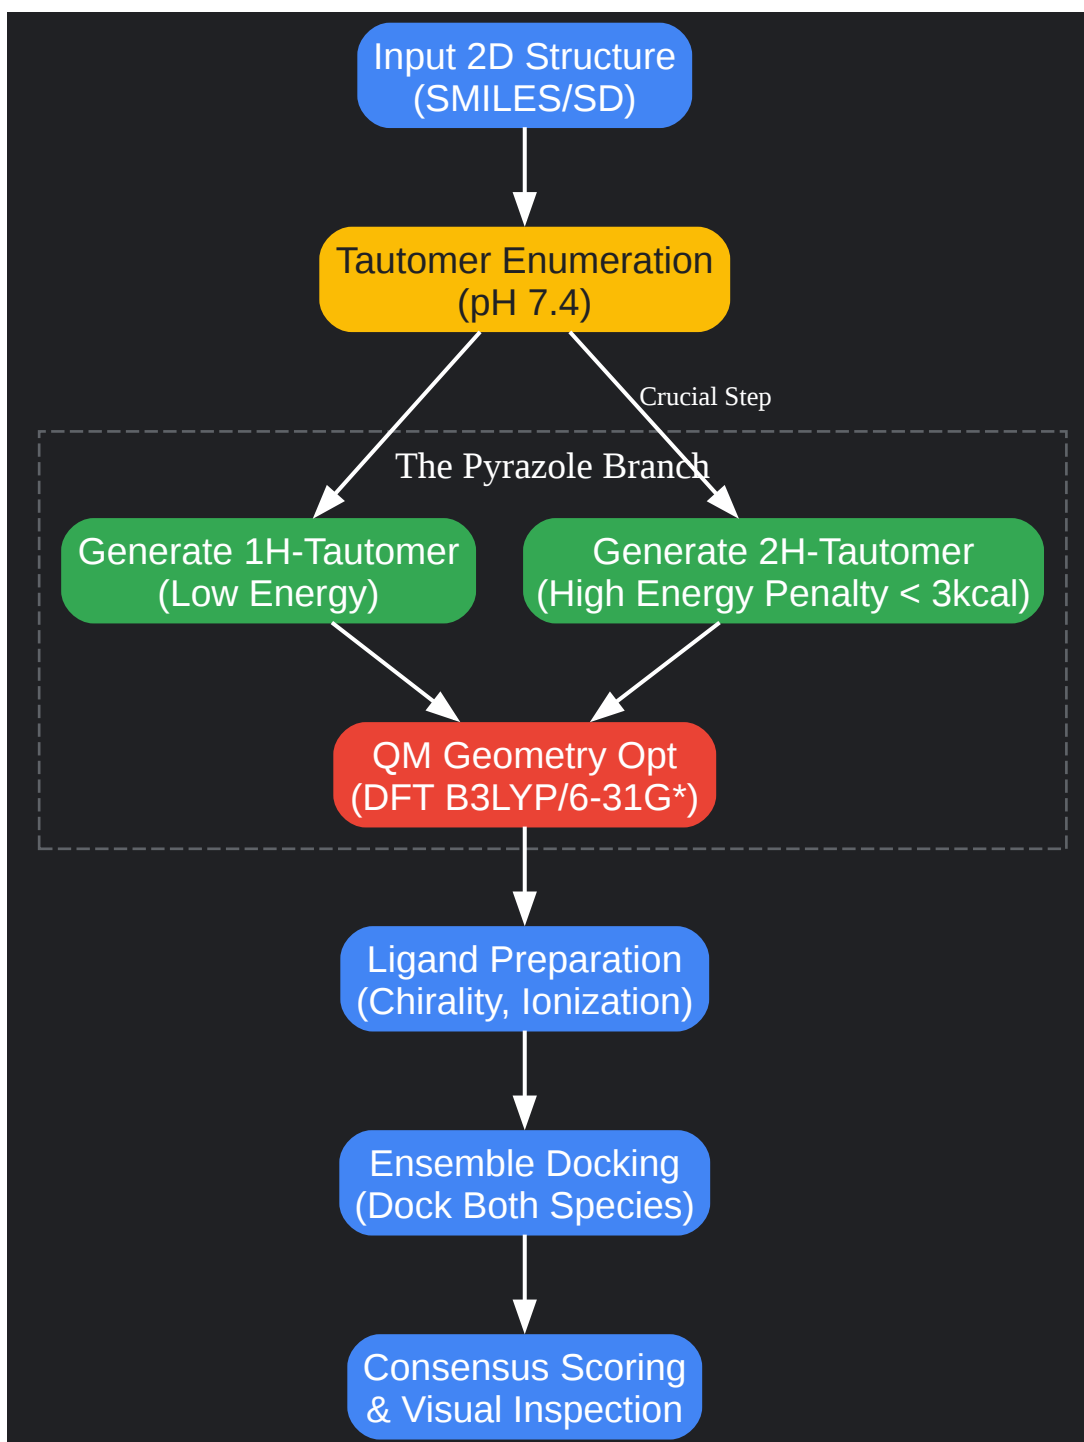 Input 2D Structure
(SMILES/SD)
Tautomer Enumeration
(pH 7.4)
Crucial Step
The Pyrazole Branch
Generate 1H-Tautomer
(Low Energy)
Generate 2H-Tautomer
(High Energy Penalty < 3kcal)
QM Geometry Opt
(DFT B3LYP/6-31G*)
Ligand Preparation
(Chirality, Ionization)
Ensemble Docking
(Dock Both Species)
Consensus Scoring
& Visual Inspection